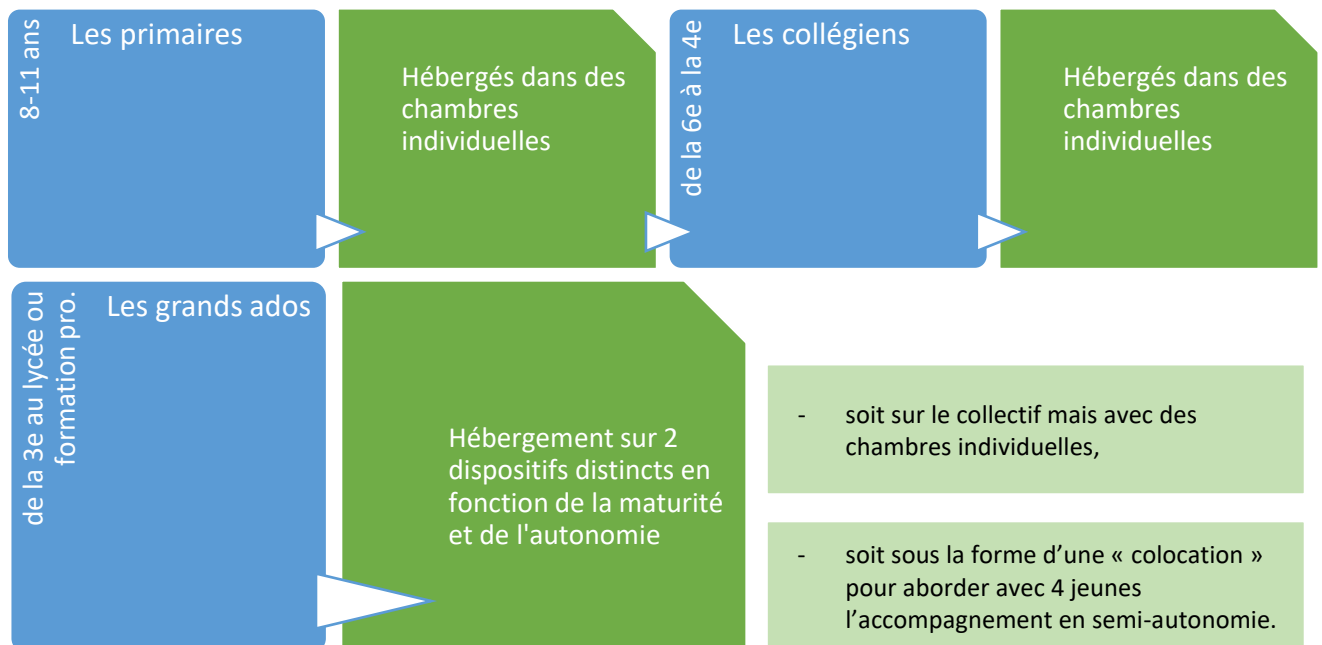 8-11 ans
Les primaires
Hébergés dans des
chambres
individuelles
de la 6e à la 4e
Les collégiens
Hébergés dans des
chambres
individuelles
de la 3e au lycée ou
formation pro.
Les grands ados
Hébergement sur 2
dispositifs distincts en
fonction de la maturité
et de l'autonomie
- soit sur le collectif mais avec des
chambres individuelles,
- soit sous la forme d’une « colocation »
pour aborder avec 4 jeunes
l’accompagnement en semi-autonomie.